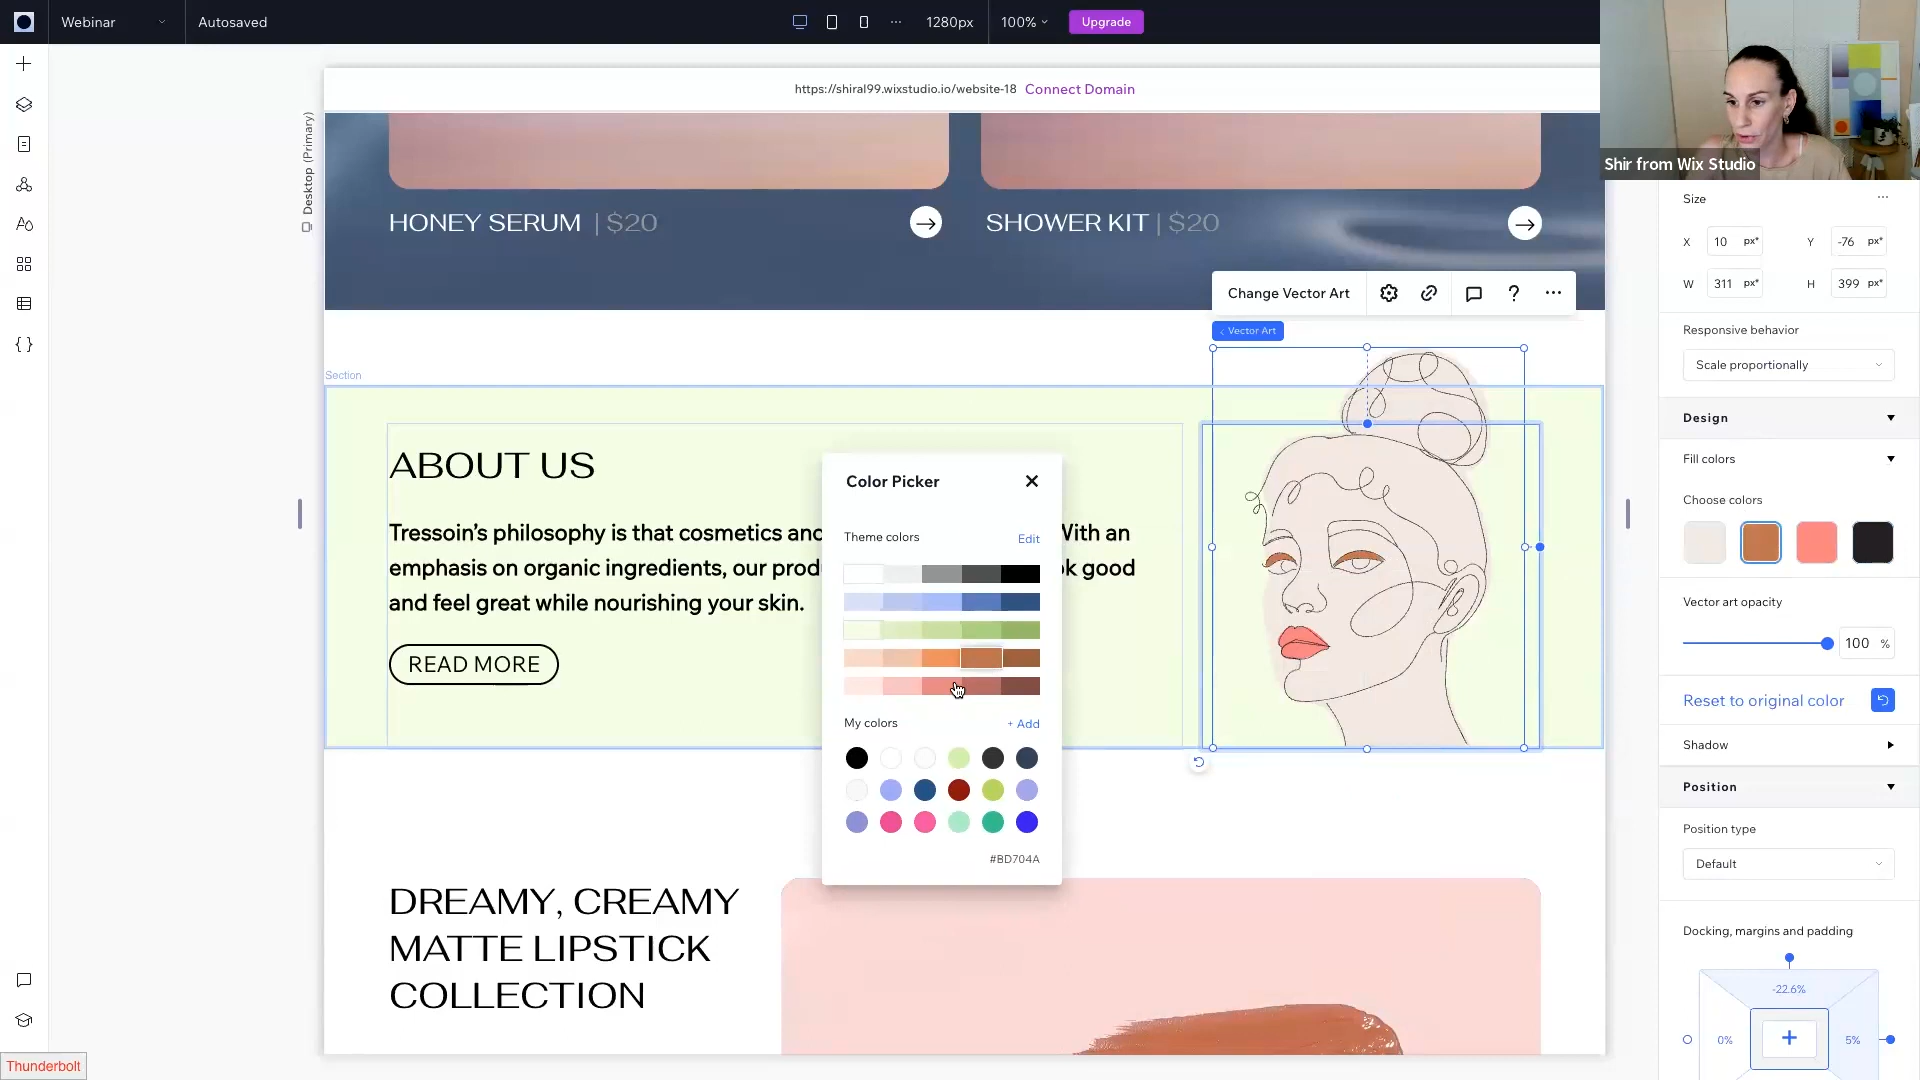 Webinar
Autosaved
1280px
100%
Upgrade
https://shiral99.wixstudio.io/website-18 Connect Domain
Desktop (Primary)
HONEY SERUM | $20
SHOWER KIT | $20
Change Vector Art
?
Vector Art
Section
ABOUT US
Tressoin’s philosophy is that cosmetics and
With an
emphasis on organic ingredients, our prod
k good
and feel great while nourishing your skin.
READ MORE
Color Picker
Theme colors
Edit
My colors
+ Add
#BD704A
DREAMY, CREAMY
MATTE LIPSTICK
COLLECTION
Shir from Wix Studio
Size
X 10 px*
Y -76 px*
W 311 px*
H 399 px*
Responsive behavior
Scale proportionally
Design
Fill colors
Choose colors
Vector art opacity
100 %
Reset to original color
Shadow
Position
Position type
Default
Docking, margins and padding
-22.6%
0%
5%
Thunderbolt